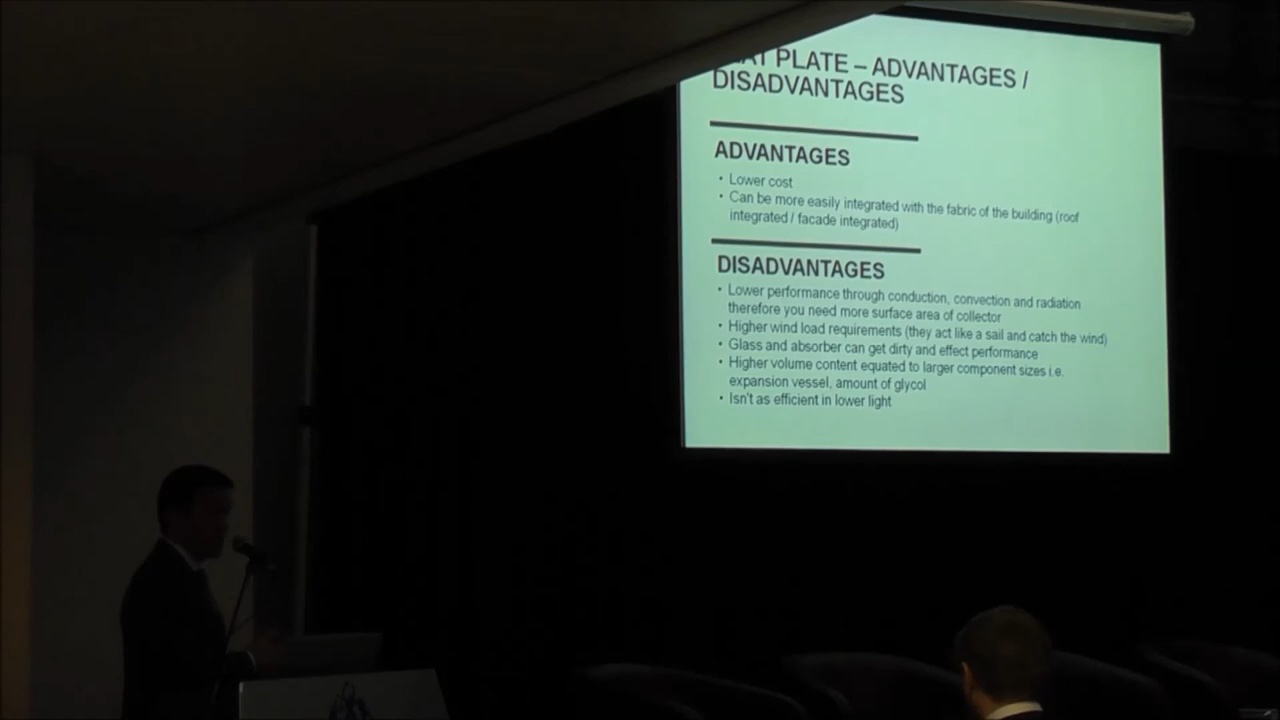 PLATE – ADVANTAGES /
DISADVANTAGES
ADVANTAGES
• Lower cost
• Can be more easily integrated with the fabric of the building (roof
integrated / facade integrated)
DISADVANTAGES
• Lower performance through conduction, convection and radiation
therefore you need more surface area of collector
• Higher wind load requirements (they act like a sail and catch the wind)
• Glass and absorber can get dirty and effect performance
• Higher volume content equated to larger component sizes i.e.
expansion vessel, amount of glycol
• Isn't as efficient in lower light